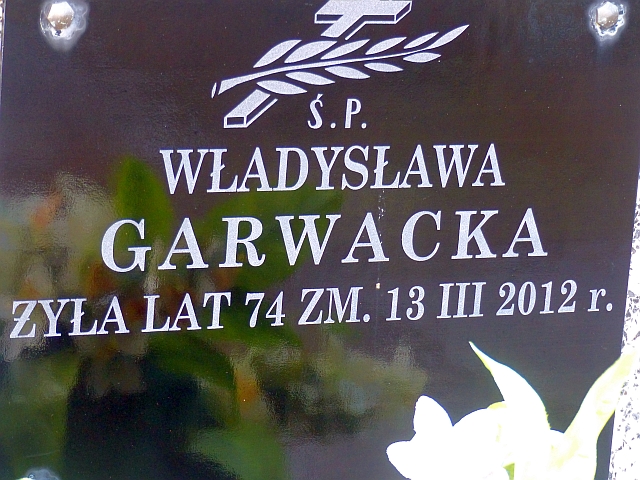 Ś.P.
WŁADYSŁAWA
GARWACKA
ŻYŁA LAT 74 ZM. 13 III 2012 r.